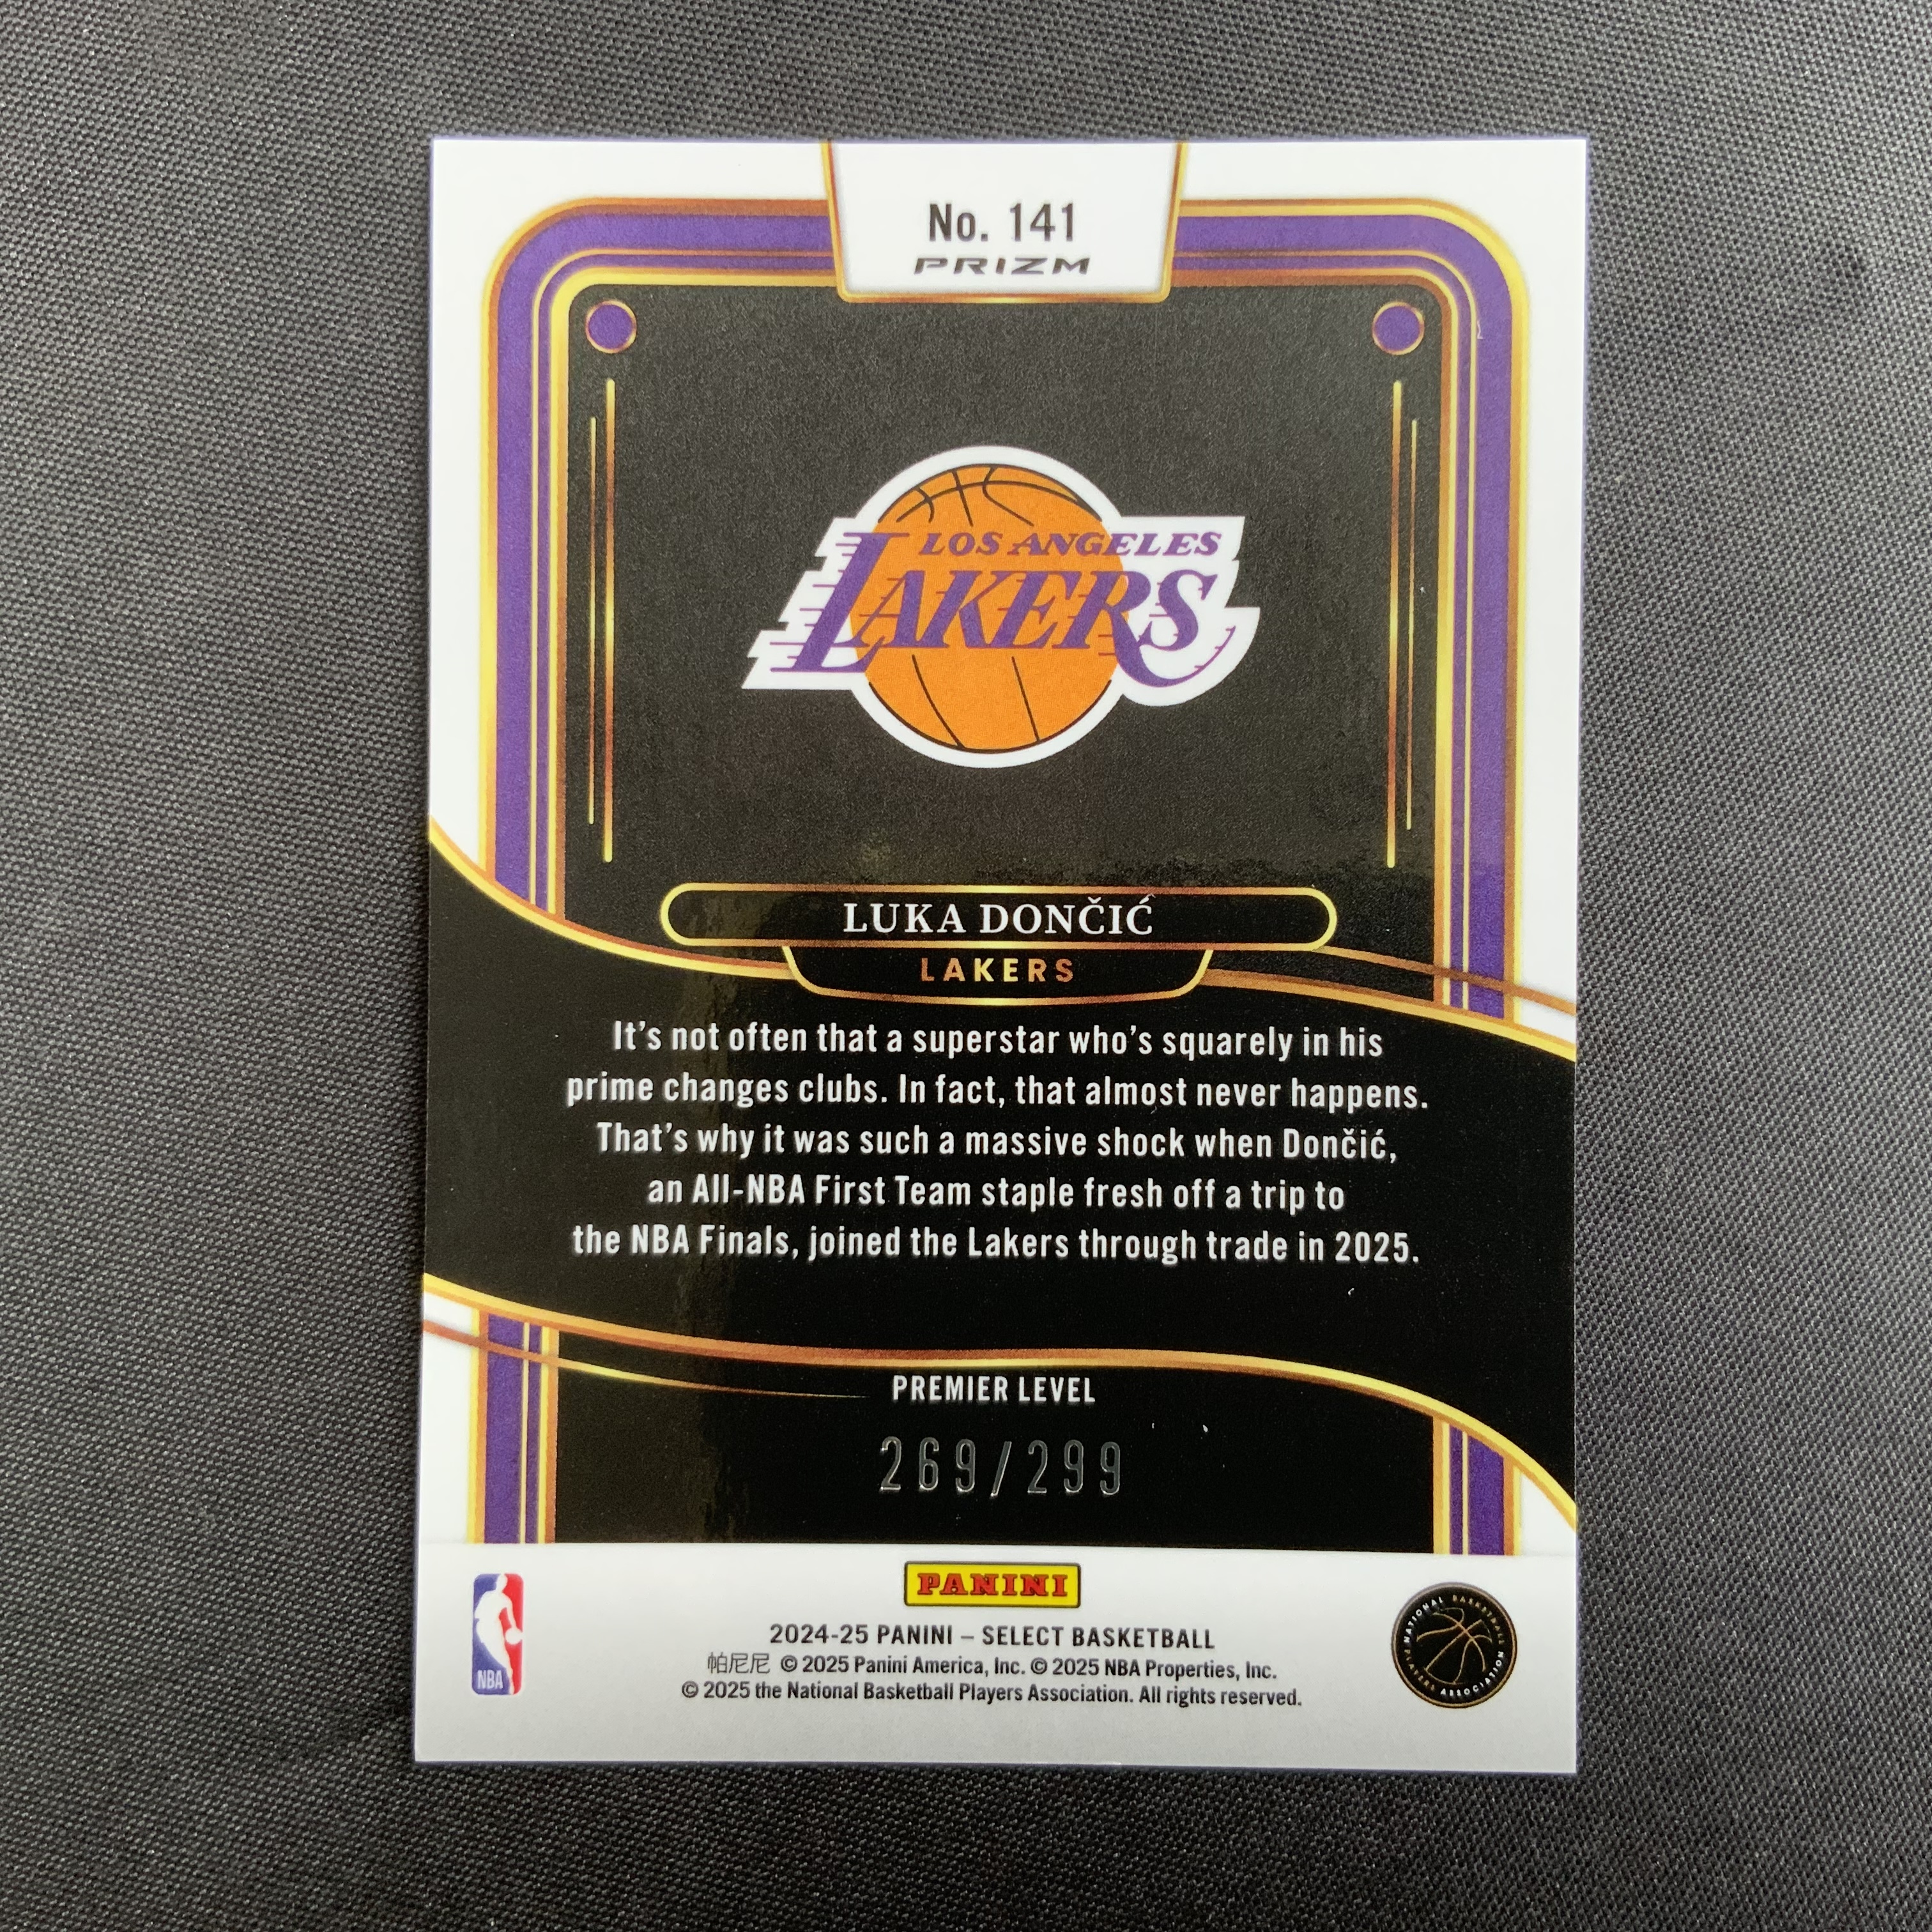 No. 141
PRIZM
LOS ANGELES
LAKERS
LUKA DONČIĆ
LAKERS
It's not often that a superstar who's squarely in his
prime changes clubs. In fact, that almost never happens.
That's why it was such a massive shock when Dončić,
an All-NBA First Team staple fresh off a trip to
the NBA Finals, joined the Lakers through trade in 2025.
PREMIER LEVEL
269/299
PANINI
NBA
2024-25 PANINI – SELECT BASKETBALL
帕尼尼 © 2025 Panini America, Inc. © 2025 NBA Properties, Inc.
© 2025 the National Basketball Players Association. All rights reserved.
NATIONAL BASKETBALL
PLAYERS ASSOCIATION